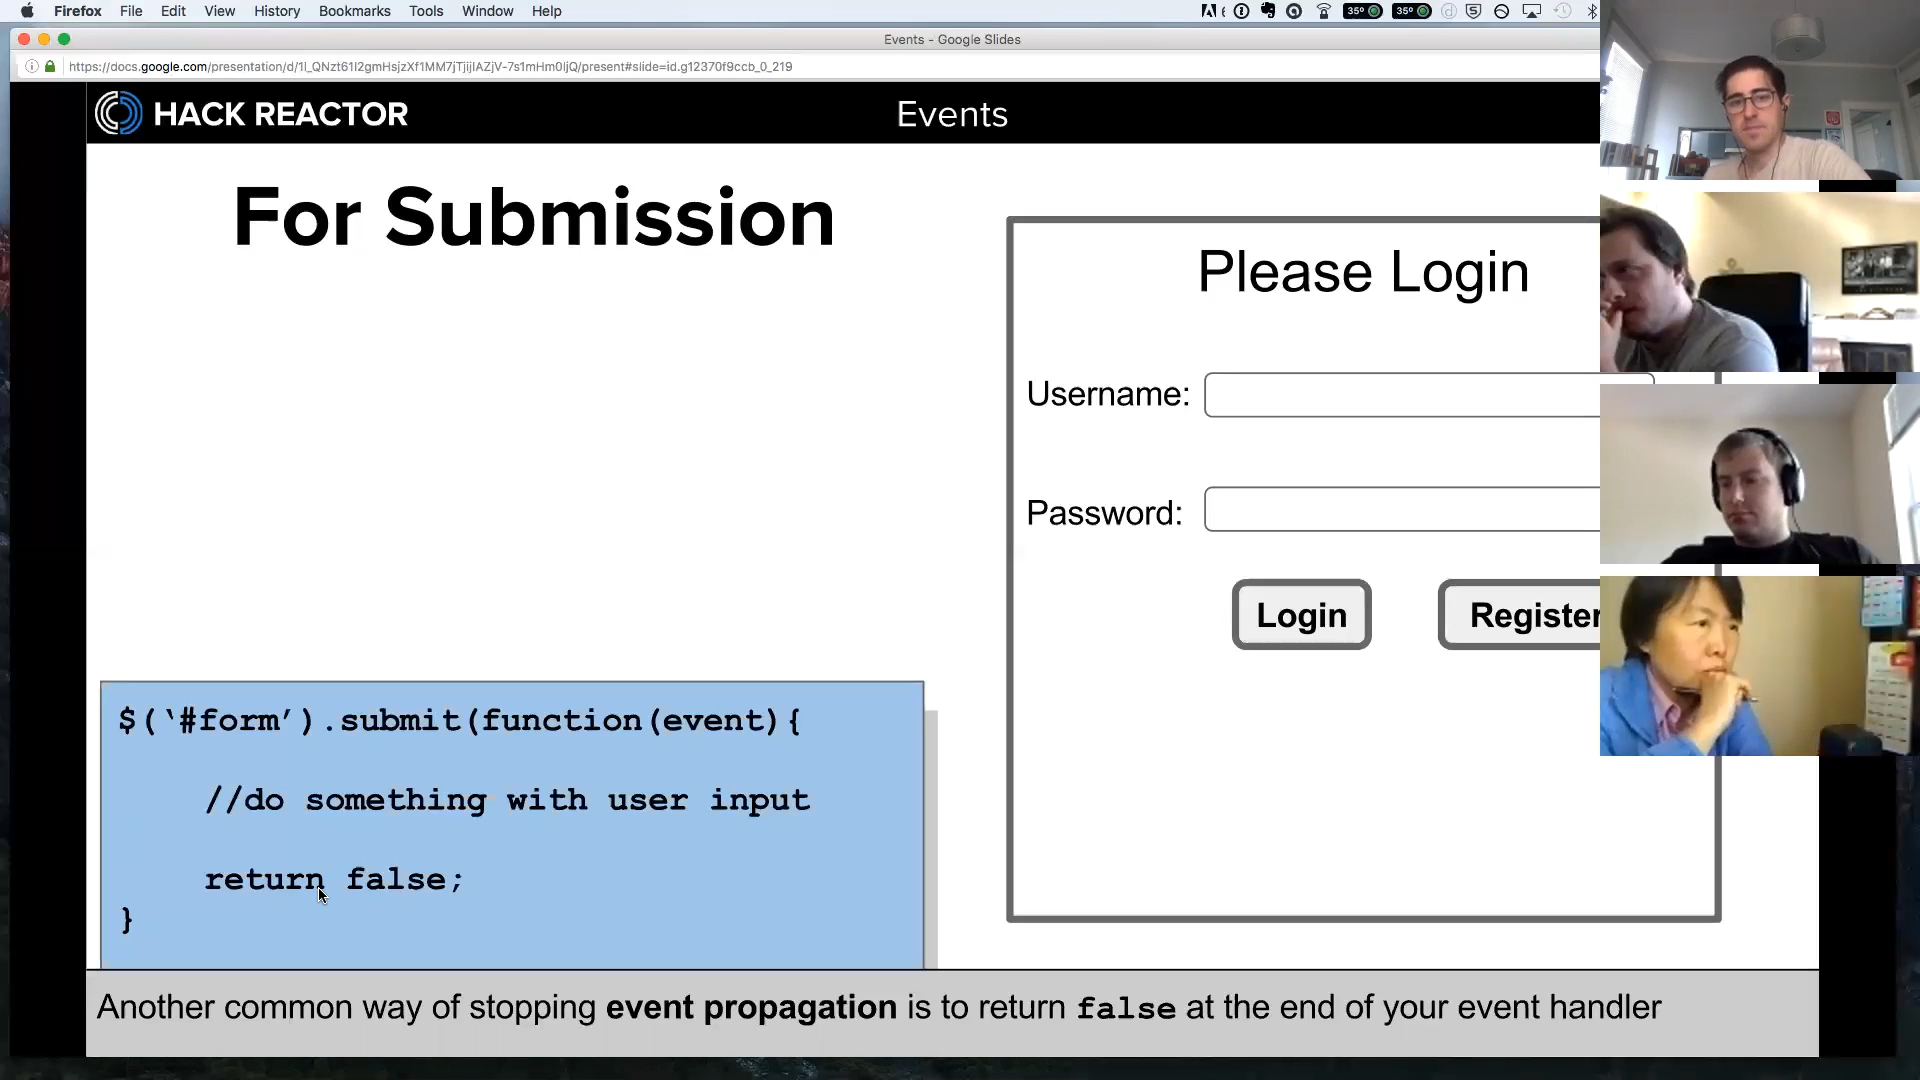 Firefox File Edit View History Bookmarks Tools Window Help
6 35° 35°
Events - Google Slides
https://docs.google.com/presentation/d/1l_QNzt61I2gmHsjzXf1MM7jTjijIAZjV-7s1mHm0ljQ/present#slide=id.g12370f9ccb_0_219
HACK REACTOR
Events
For Submission
Please Login
Username:
Password:
Login Register
$(‘#form’).submit(function(event){
//do something with user input
return false;
}
Another common way of stopping event propagation is to return false at the end of your event handler